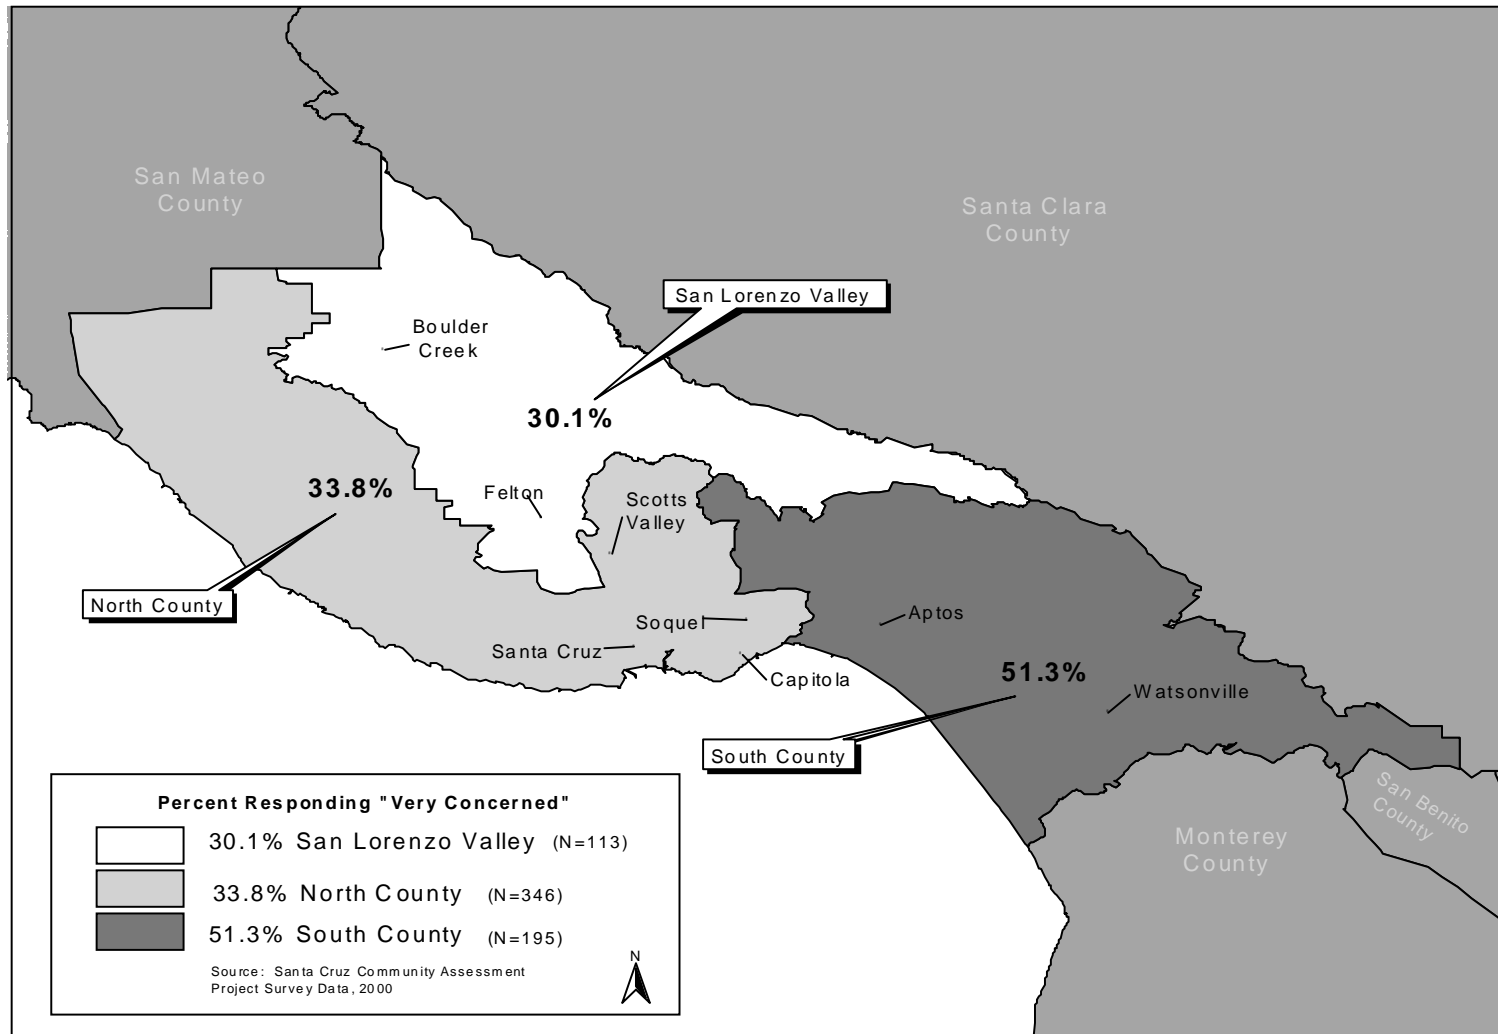 San Mateo
County
Santa Clara
County
San Lorenzo Valley
Boulder
Creek
30.1%
33.8%
Felton
Scotts
Valley
North County
Soquel
Aptos
Santa Cruz
51.3%
Capitola
Watsonville
South County
San Benito
County
Monterey
County
Percent Responding "Very Concerned"
30.1% San Lorenzo Valley (N=113)
33.8% North County (N=346)
51.3% South County (N=195)
Source: Santa Cruz Community Assessment
Project Survey Data, 2000
N